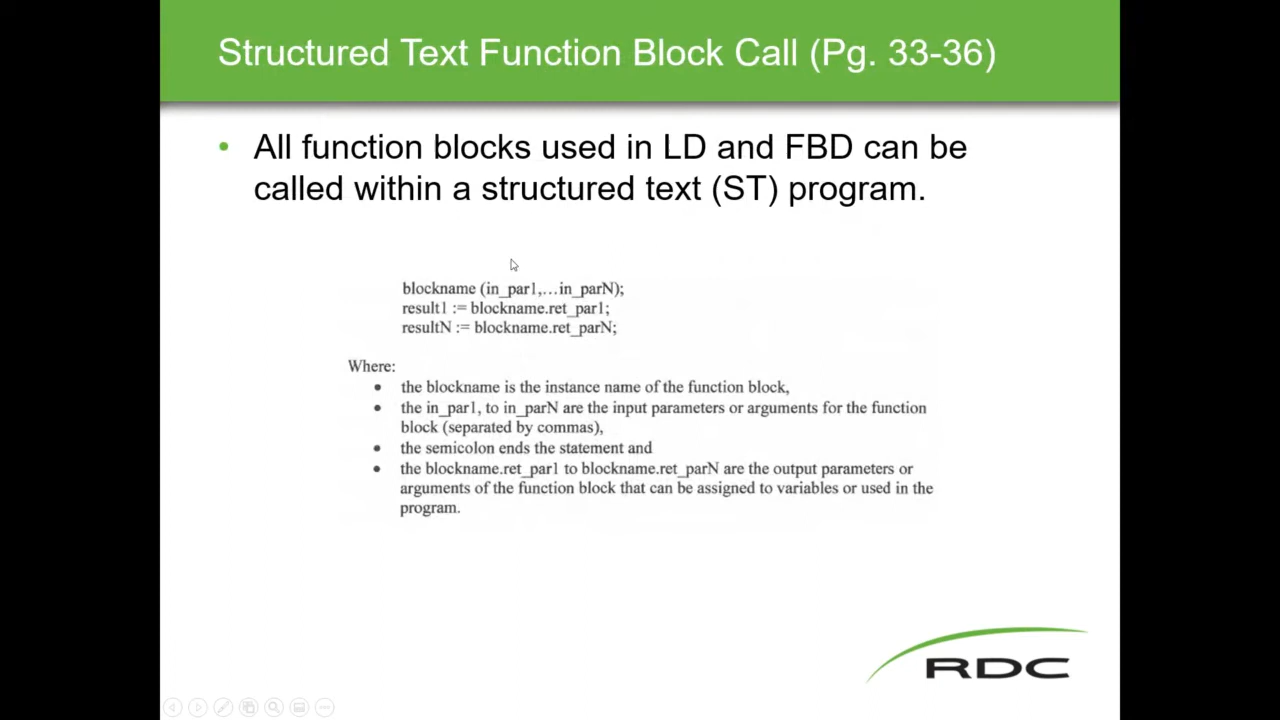 Structured Text Function Block Call (Pg. 33-36)
• All function blocks used in LD and FBD can be
called within a structured text (ST) program.
blockname (in_par1,...in_parN);
result1 := blockname.ret_par1;
resultN := blockname.ret_parN;
Where:
• the blockname is the instance name of the function block,
• the in_par1, to in_parN are the input parameters or arguments for the function
block (separated by commas),
• the semicolon ends the statement and
• the blockname.ret_par1 to blockname.ret_parN are the output parameters or
arguments of the function block that can be assigned to variables or used in the
program.
RDC